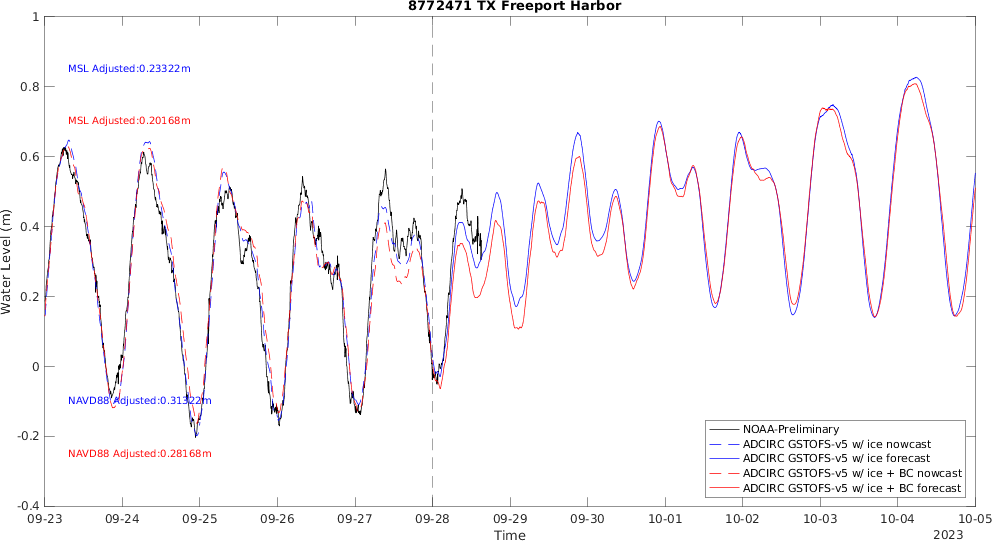 8772471 TX Freeport Harbor
1
0.8
0.6
0.4
0.2
0
-0.2
-0.4
Water Level (m)
MSL Adjusted:0.23322m
MSL Adjusted:0.20168m
NAVD88 Adjusted:0.31322m
NAVD88 Adjusted:0.28168m
NOAA-Preliminary
ADCIRC GSTOFS-v5 w/ ice nowcast
ADCIRC GSTOFS-v5 w/ ice forecast
ADCIRC GSTOFS-v5 w/ ice + BC nowcast
ADCIRC GSTOFS-v5 w/ ice + BC forecast
09-23 09-24 09-25 09-26 09-27 09-28 09-29 09-30 10-01 10-02 10-03 10-04 10-05
Time
2023